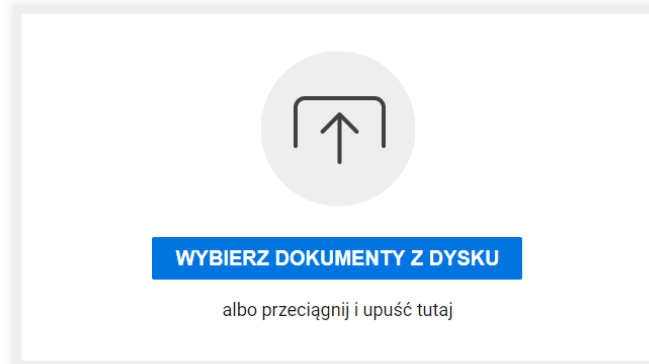 WYBIERZ DOKUMENTY Z DYSKU
albo przeciągnij i upuść tutaj